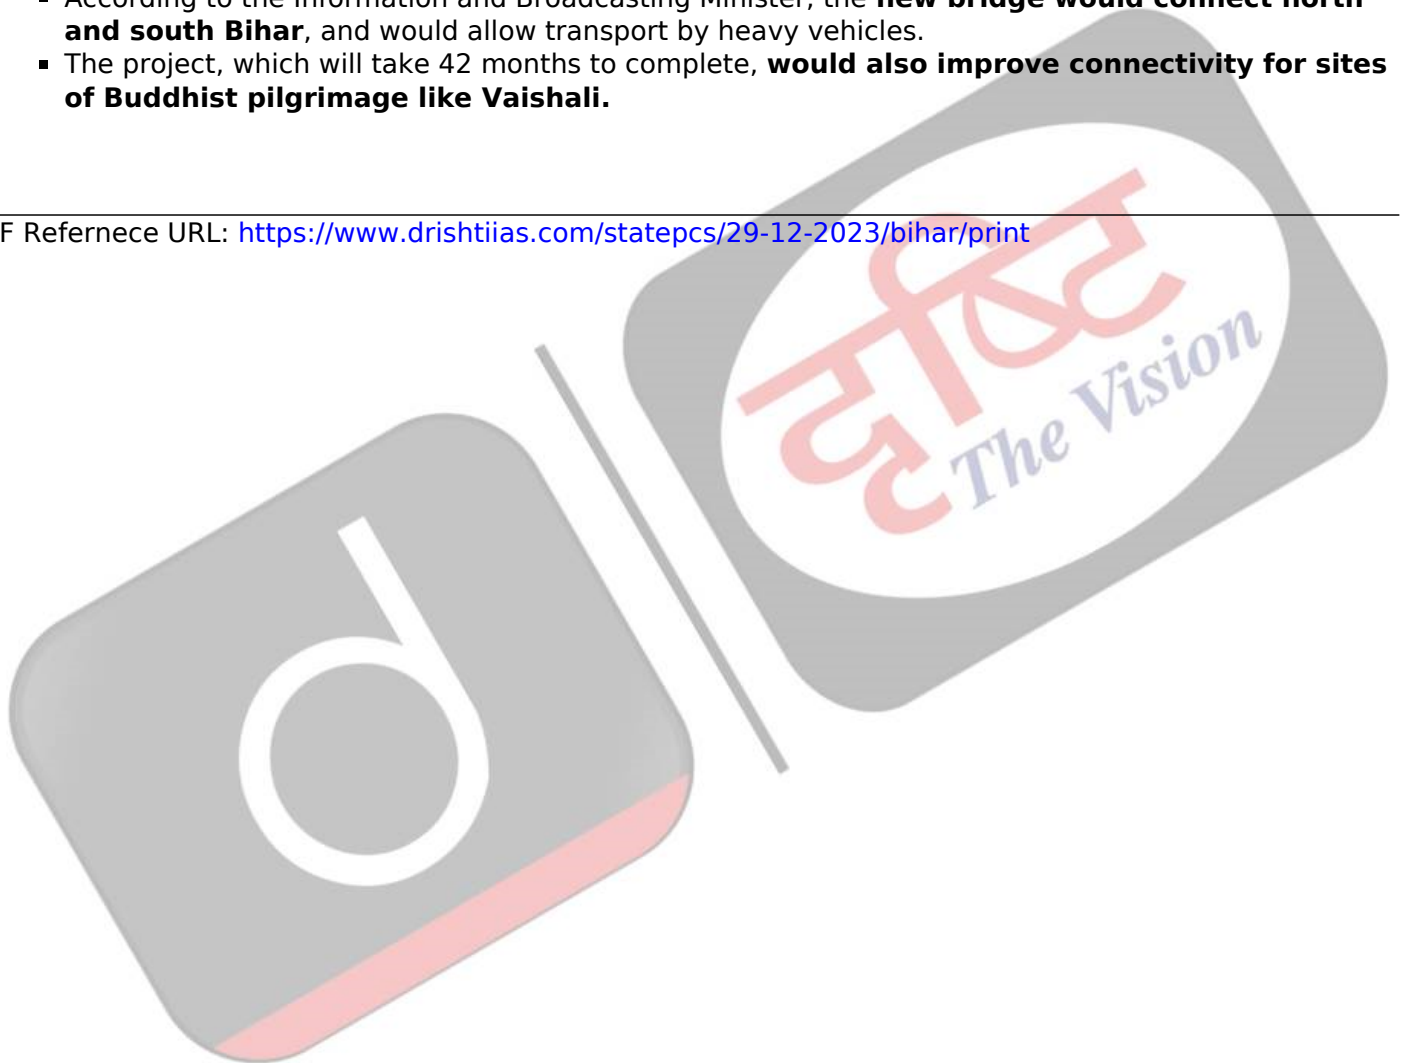 According to the Information and Broadcasting Minister, the new bridge would connect north
and south Bihar, and would allow transport by heavy vehicles.
The project, which will take 42 months to complete, would also improve connectivity for sites
of Buddhist pilgrimage like Vaishali.
F Refernece URL: https://www.drishtiias.com/statepcs/29-12-2023/bihar/print
दृष्टि
The Vision
d